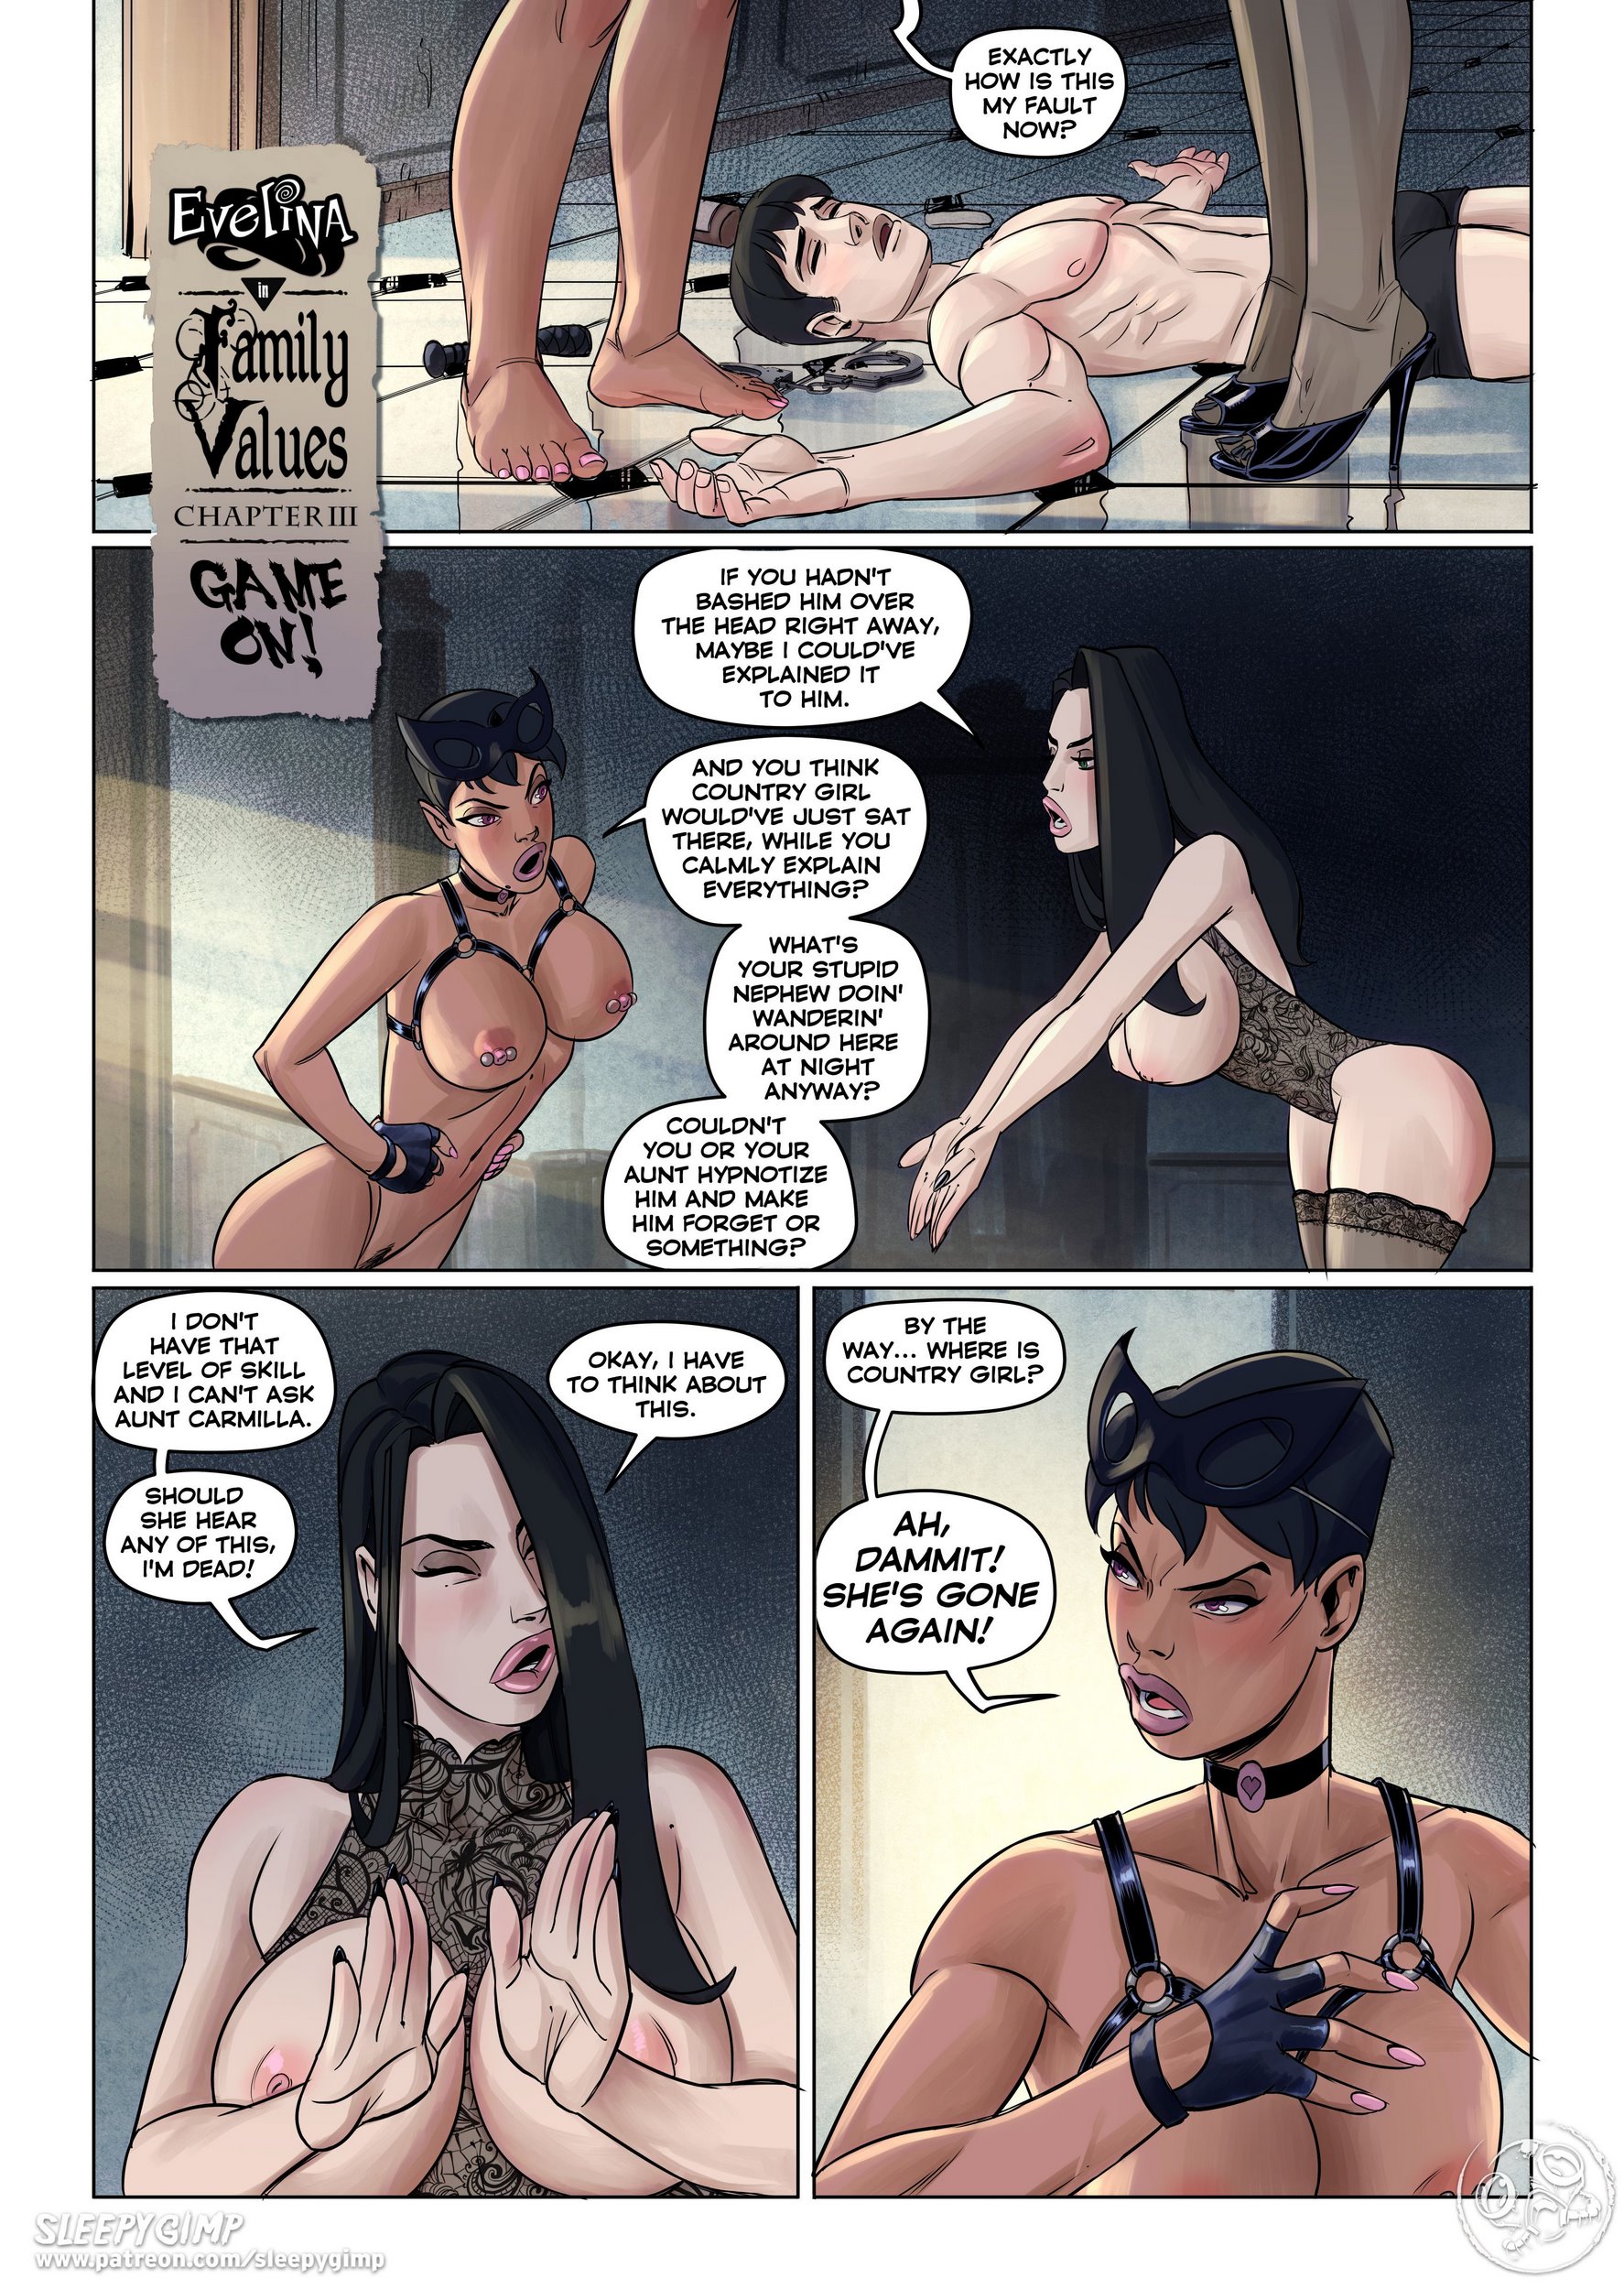 EXACTLY
HOW IS THIS
MY FAULT
NOW?
EVELINA
in
Family
Values
CHAPTER III
GAME
ON!
IF YOU HADN'T
BASHED HIM OVER
THE HEAD RIGHT AWAY,
MAYBE I COULD'VE
EXPLAINED IT
TO HIM.
AND YOU THINK
COUNTRY GIRL
WOULD'VE JUST SAT
THERE, WHILE YOU
CALMLY EXPLAIN
EVERYTHING?
WHAT'S
YOUR STUPID
NEPHEW DOIN'
WANDERIN'
AROUND HERE
AT NIGHT
ANYWAY?
COULDN'T
YOU OR YOUR
AUNT HYPNOTIZE
HIM AND MAKE
HIM FORGET OR
SOMETHING?
I DON'T
HAVE THAT
LEVEL OF SKILL
AND I CAN'T ASK
AUNT CARMILLA.
SHOULD
SHE HEAR
ANY OF THIS,
I'M DEAD!
OKAY, I HAVE
TO THINK ABOUT
THIS.
BY THE
WAY... WHERE IS
COUNTRY GIRL?
AH,
DAMMIT!
SHE'S GONE
AGAIN!
SLEEPYGIMP
www.patreon.com/sleepygimp